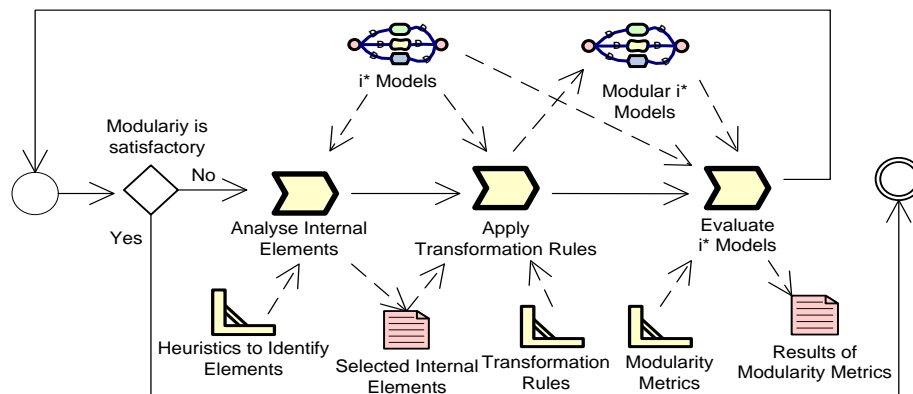 i* Models
Modular i*
Models
Modulariy is
satisfactory
No
Yes
Analyse Internal
Elements
Apply
Transformation Rules
Evaluate
i* Models
Heuristics to Identify
Elements
Selected Internal
Elements
Transformation
Rules
Modularity
Metrics
Results of
Modularity Metrics
D
D
D
D
D
D
D
D
D
D
D
D